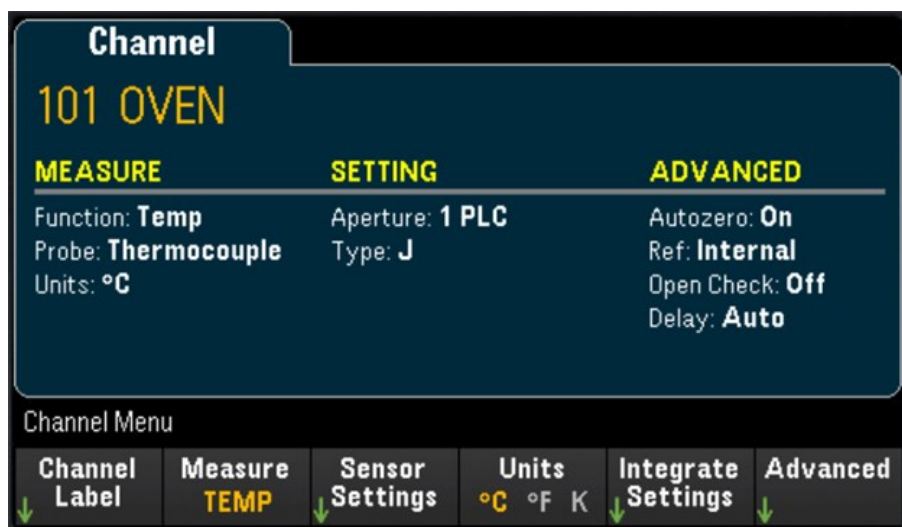 Channel
101 OVEN
MEASURE
Function: Temp
Probe: Thermocouple
Units: °C
SETTING
Aperture: 1 PLC
Type: J
ADVANCED
Autozero: On
Ref: Internal
Open Check: Off
Delay: Auto
Channel Menu
Channel
Label
Measure
TEMP
Sensor
Settings
Units
°C °F K
Integrate
Settings
Advanced